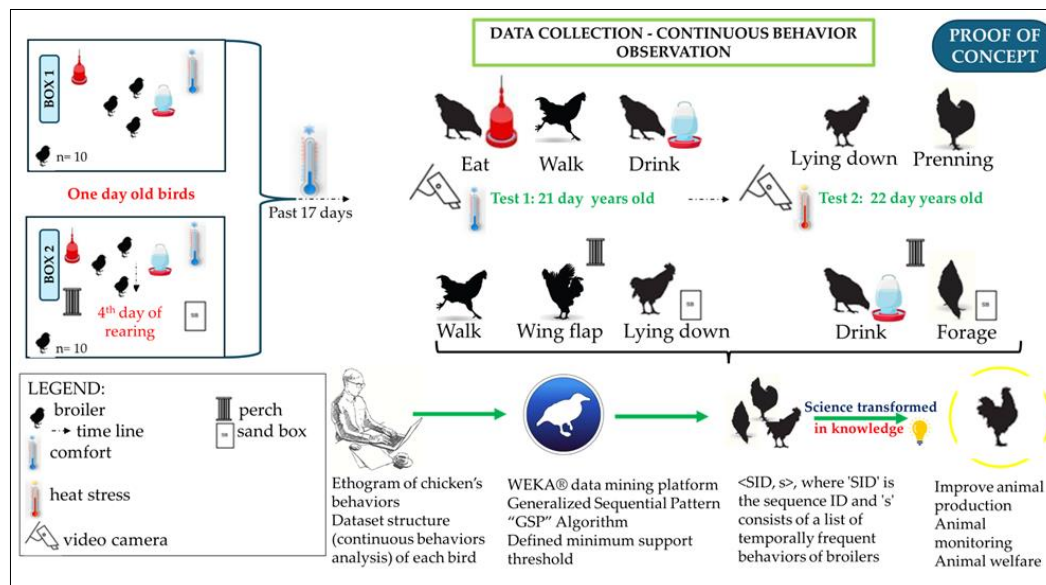 DATA COLLECTION - CONTINUOUS BEHAVIOR
OBSERVATION
PROOF OF
CONCEPT
BOX 1
n= 10
One day old birds
BOX 2
4th day of
rearing
SB
n= 10
Past 17 days
Eat
Walk
Drink
Lying down
Prenning
Test 1: 21 day years old
Test 2: 22 day years old
Walk
Wing flap
Lying down
SB
Drink
Forage
SB
LEGEND:
broiler
time line
comfort
heat stress
video camera
perch
SB
sand box
Ethogram of chicken's
behaviors
Dataset structure
(continuous behaviors
analysis) of each bird
WEKA® data mining platform
Generalized Sequential Pattern
"GSP" Algorithm
Defined minimum support
threshold
Science transformed
in knowledge
<SID, s>, where 'SID' is
the sequence ID and 's'
consists of a list of
temporally frequent
behaviors of broilers
Improve animal
production
Animal
monitoring
Animal welfare